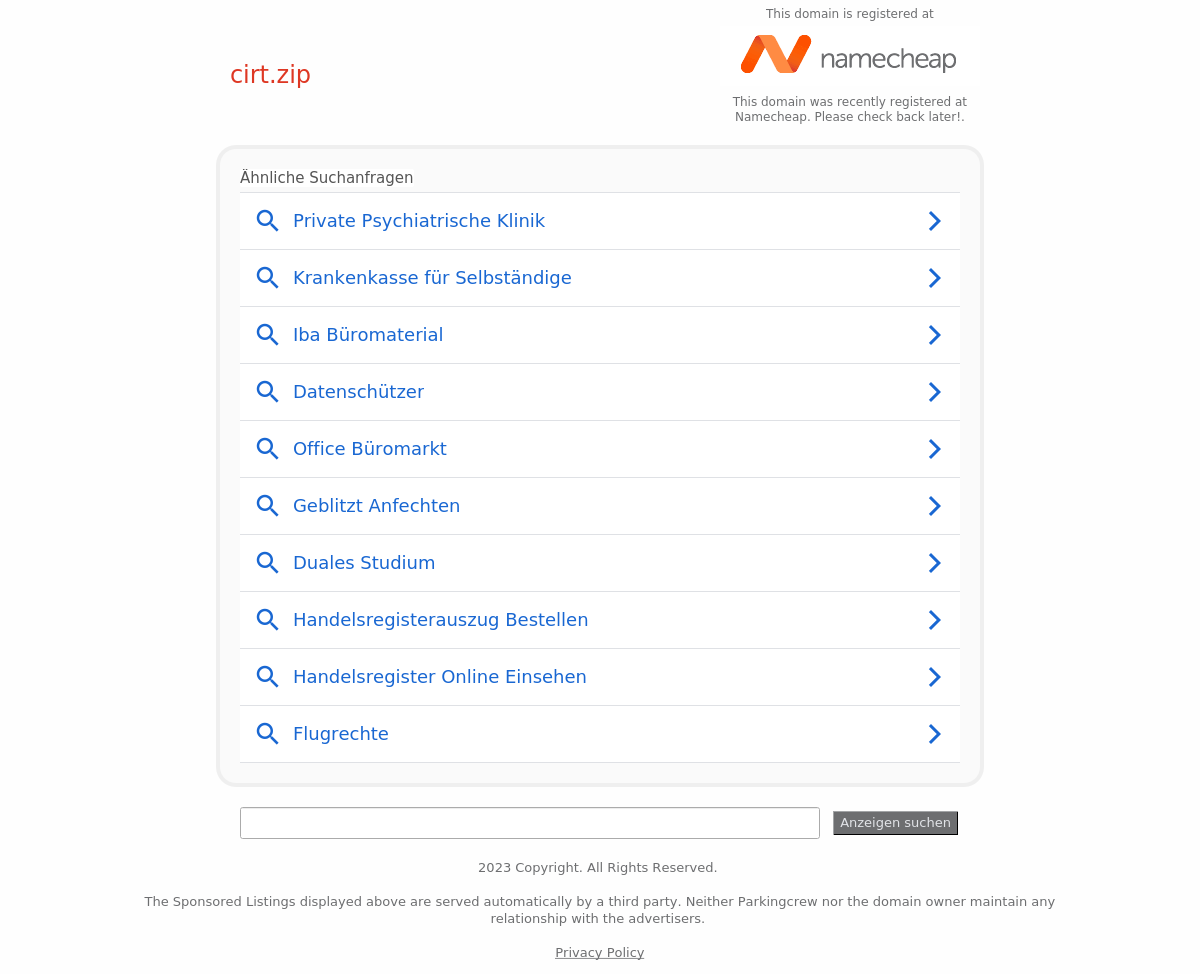 This domain is registered at
namecheap
cirt.zip
This domain was recently registered at
Namecheap. Please check back later!.
Ähnliche Suchanfragen
Private Psychiatrische Klinik
Krankenkasse für Selbständige
Iba Büromaterial
Datenschützer
Office Büromarkt
Geblitzt Anfechten
Duales Studium
Handelsregisterauszug Bestellen
Handelsregister Online Einsehen
Flugrechte
Anzeigen suchen
2023 Copyright. All Rights Reserved.
The Sponsored Listings displayed above are served automatically by a third party. Neither Parkingcrew nor the domain owner maintain any
relationship with the advertisers.
Privacy Policy